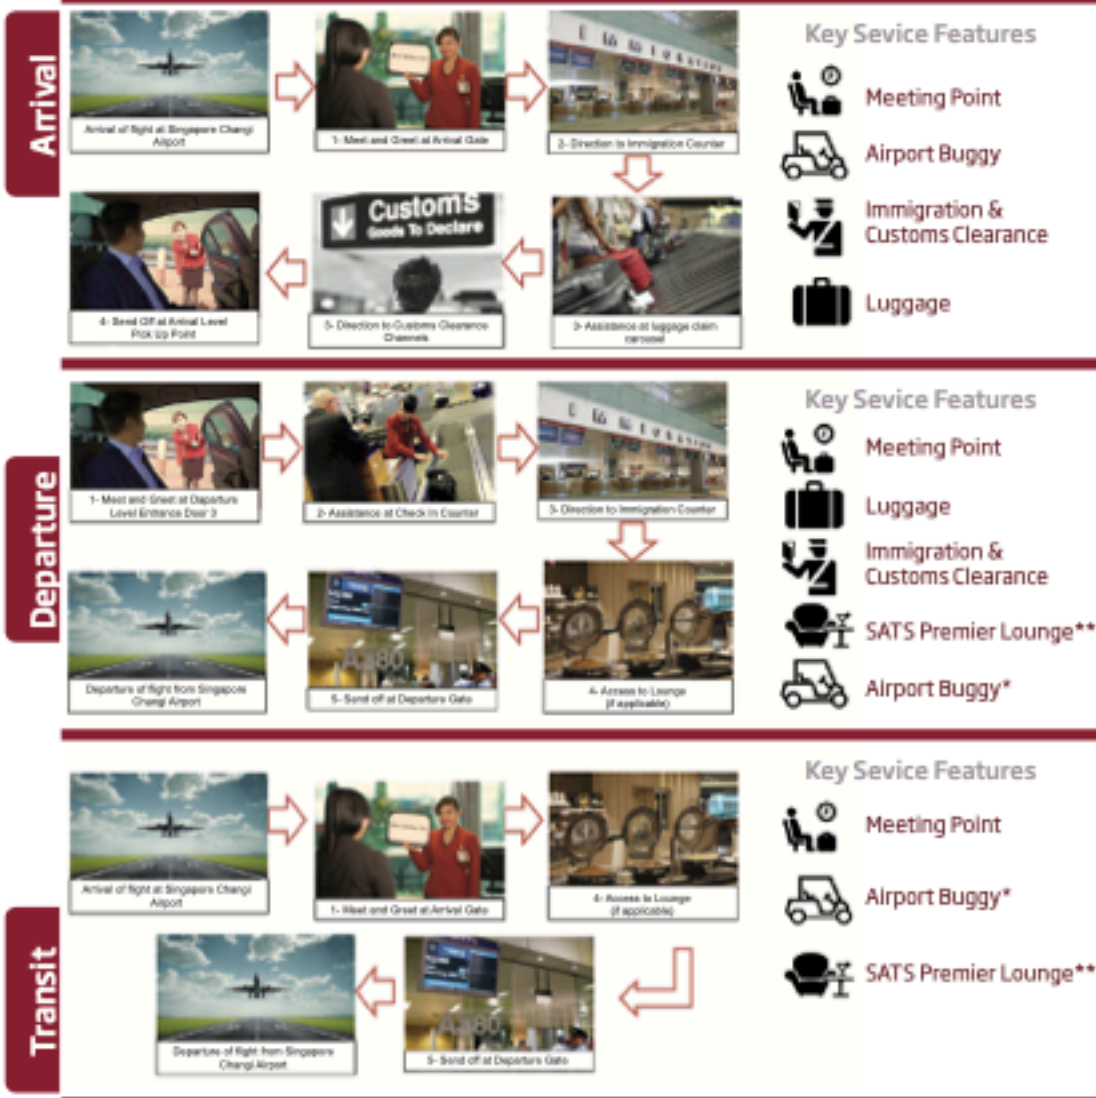 Arrival
Arrival of flight at Singapore Changi
Airport
1- Meet and Greet at Arrival Gate
IMMIGRATION
2- Direction to Immigration Counter
Customs
Goods To Declare
4- Send Off at Arrival Level
Pick Up Point
3- Direction to Customs Clearance
Channels
3- Assistance at luggage claim
carousel
Key Sevice Features
Meeting Point
Airport Buggy
Immigration &
Customs Clearance
Luggage
Departure
1- Meet and Greet at Departure
Level Entrance Door 3
2- Assistance at Check In Counter
3- Direction to Immigration Counter
Departure of flight from Singapore
Changi Airport
A380
5- Send off at Departure Gate
4- Access to Lounge
(if applicable)
Key Sevice Features
Meeting Point
Luggage
Immigration &
Customs Clearance
SATS Premier Lounge**
Airport Buggy*
Transit
Arrival of flight at Singapore Changi
Airport
1- Meet and Greet at Arrival Gate
4- Access to Lounge
(if applicable)
Departure of flight from Singapore
Changi Airport
A380
5- Send off at Departure Gate
Key Sevice Features
Meeting Point
Airport Buggy*
SATS Premier Lounge**